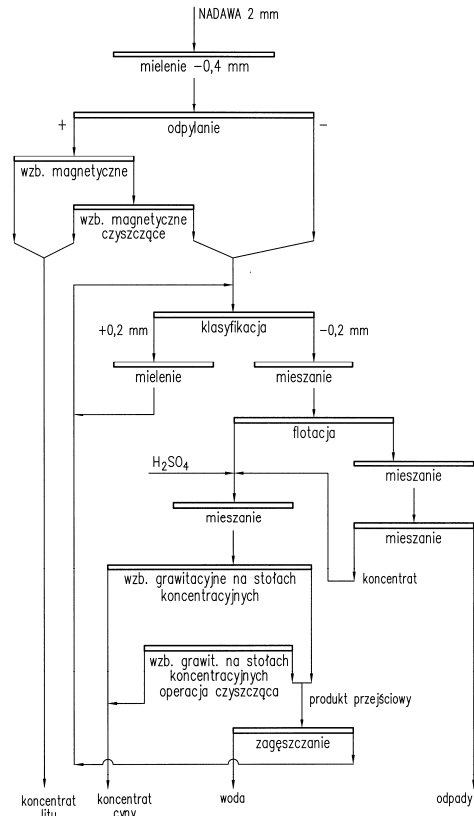 NADAWA 2 mm
mielenie -0,4 mm
+
odpylanie
-
wzb. magnetyczne
wzb. magnetyczne
czyszczące
+0,2 mm
klasyfikacja
-0,2 mm
mielenie
mieszanie
flotacja
H₂SO₄
mieszanie
mieszanie
mieszanie
koncentrat
wzb. grawitacyjne na stołach
koncentracyjnych
wzb. grawit. na stołach
koncentracyjnych
operacja czyszcząca
produkt przejściowy
zagęszczanie
koncentrat
litu
koncentrat
cyny
woda
odpady